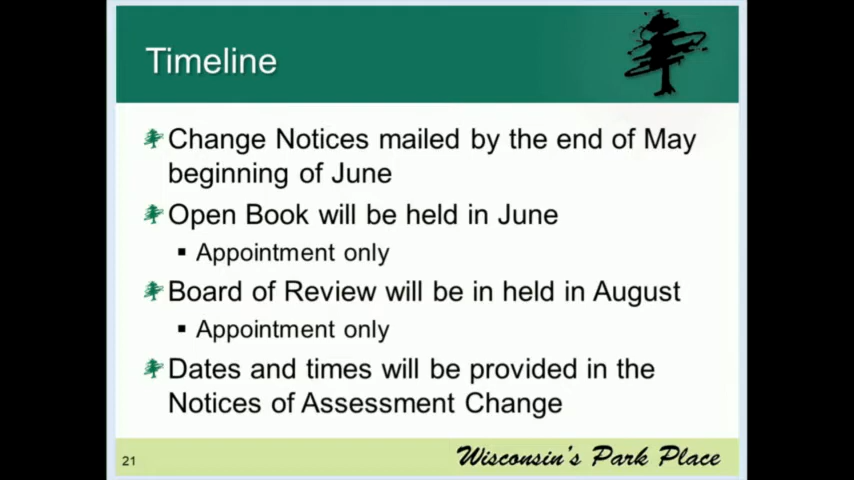 Timeline
Change Notices mailed by the end of May
beginning of June
Open Book will be held in June
Appointment only
Board of Review will be in held in August
Appointment only
Dates and times will be provided in the
Notices of Assessment Change
21
Wisconsin's Park Place